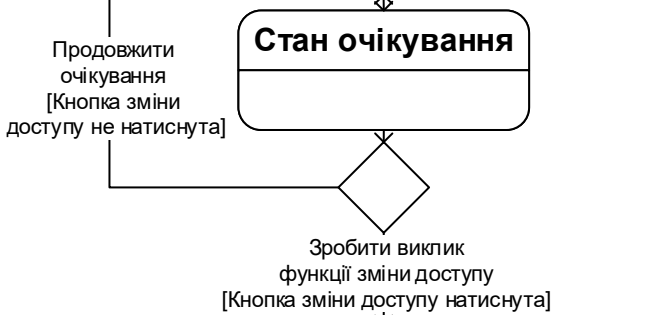 Стан очікування
Продовжити
очікування
[Кнопка зміни
доступу не натиснута]
Зробити виклик
функції зміни доступу
[Кнопка зміни доступу натиснута]